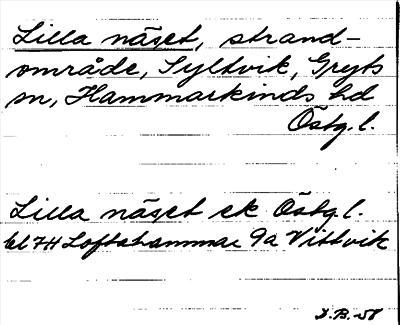 Lilla näset, strand-
område, Syltvik, Gryts
sn, Hammarkinds hd
Östg. l.
Lilla näset ek Östg. l.
bl 7H Loftahammar 9a Vittvik
J.B. -58